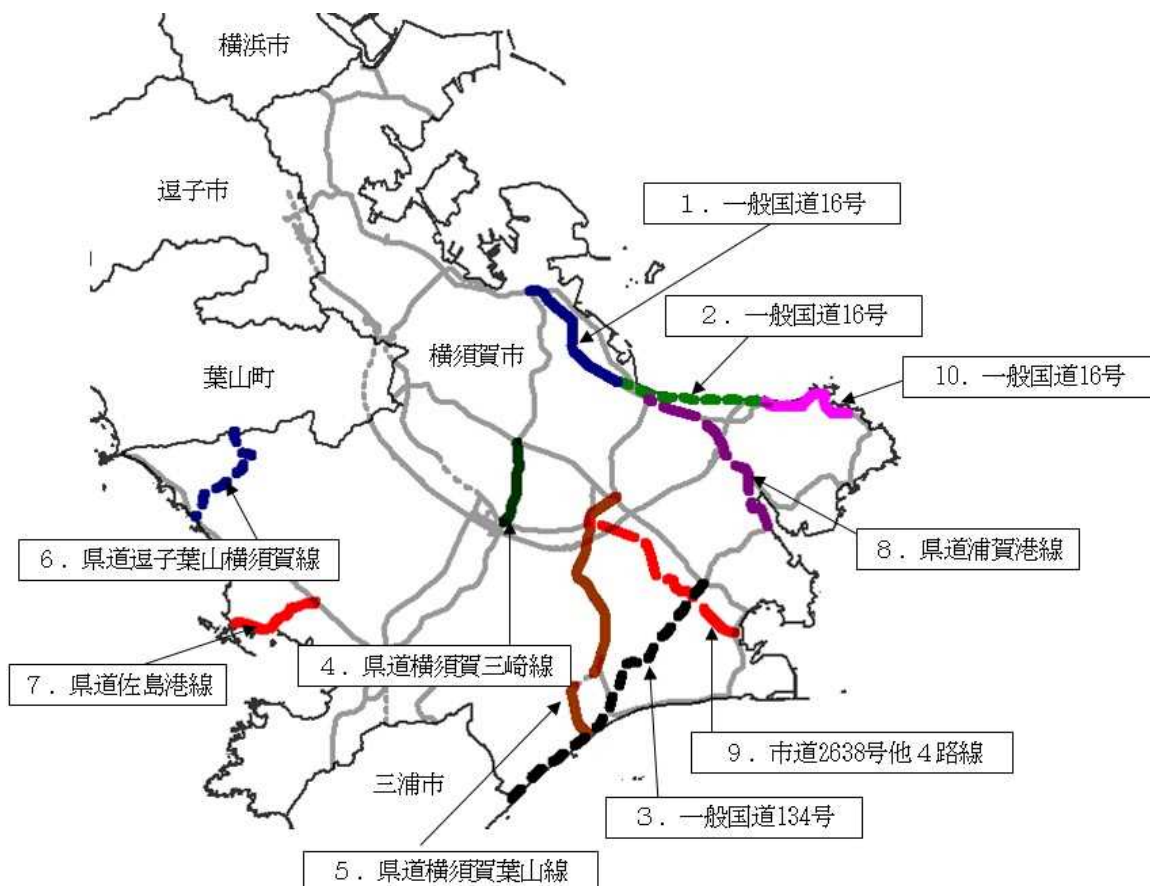 横浜市
逗子市
１．一般国道16号
２．一般国道16号
横須賀市
葉山町
10．一般国道16号
６．県道逗子葉山横須賀線
８．県道浦賀港線
４．県道横須賀三崎線
７．県道佐島港線
９．市道2638号他４路線
三浦市
３．一般国道134号
５．県道横須賀葉山線